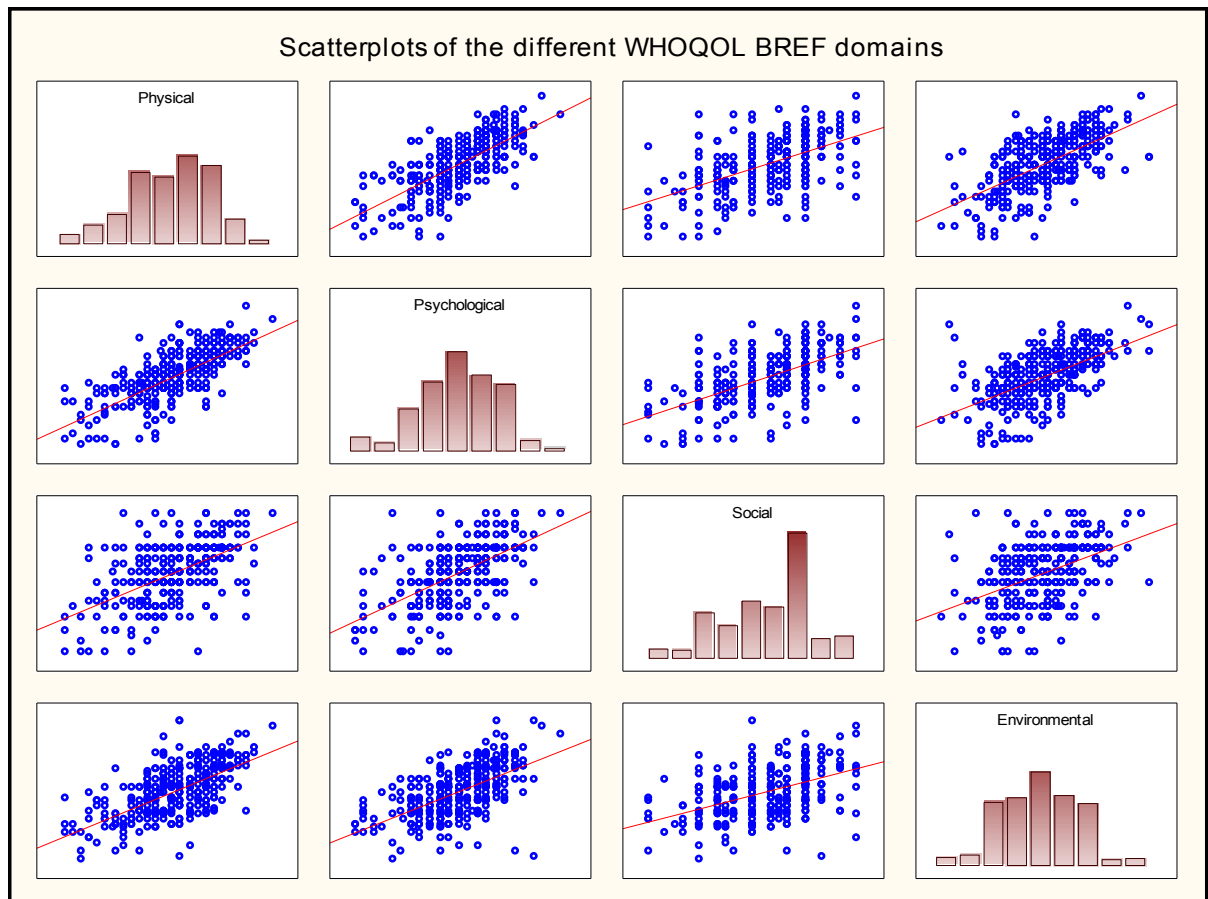 Scatterplots of the different WHOQOL BREF domains
Physical
Psychological
Social
Environmental